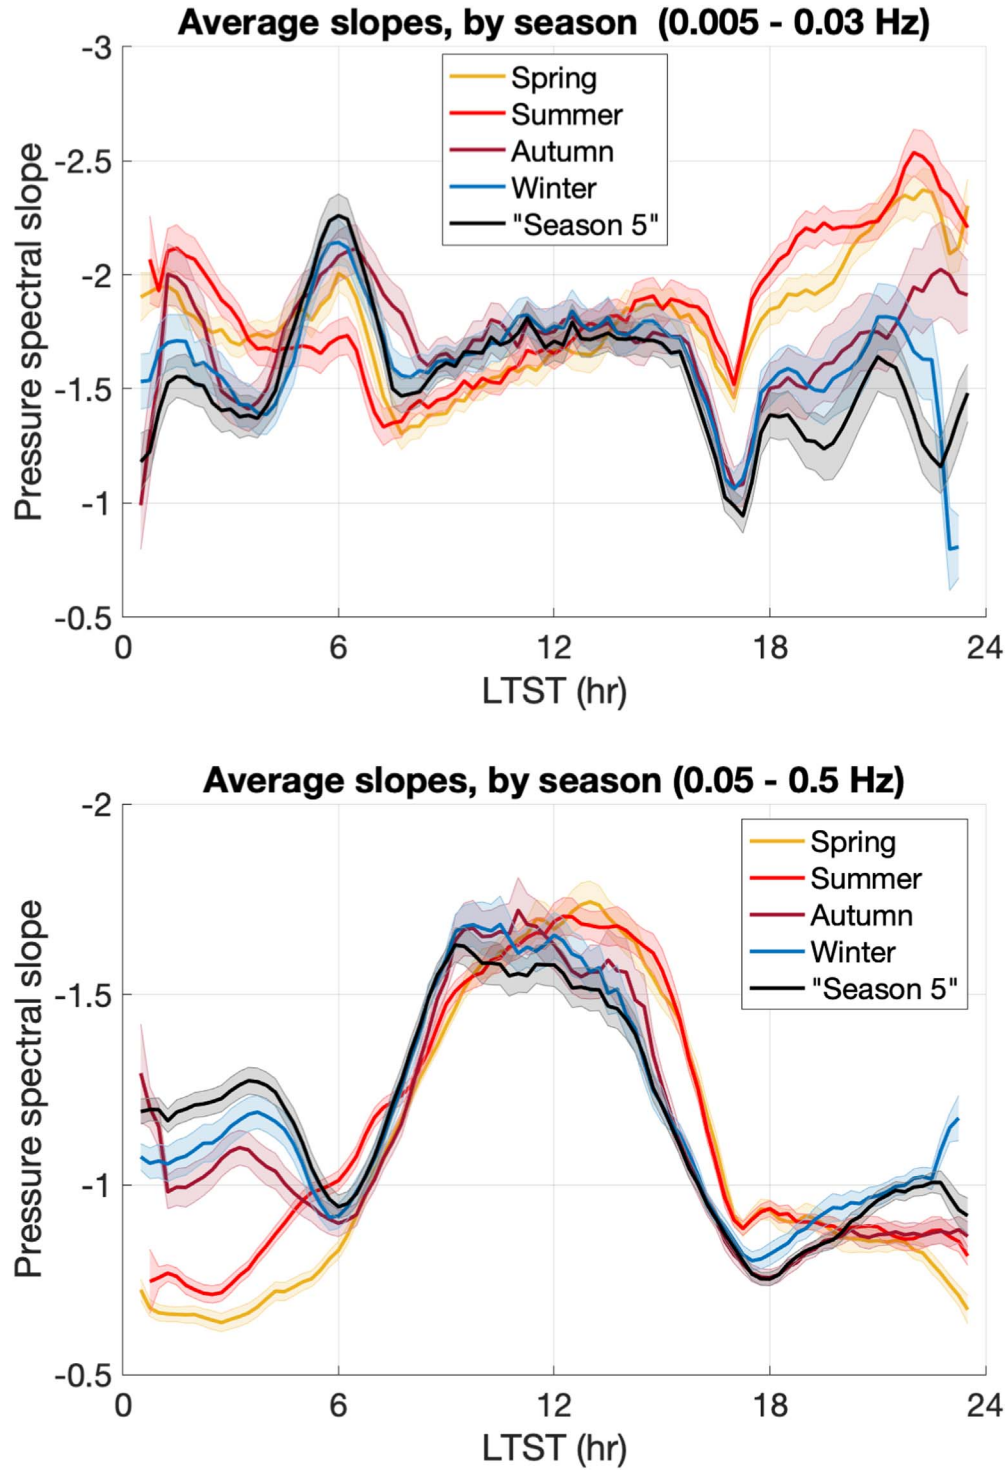 Average slopes, by season  (0.005 - 0.03 Hz)
-3
-2.5
-2
-1.5
-1
-0.5
Pressure spectral slope
Spring
Summer
Autumn
Winter
"Season 5"
0 6 12 18 24
LTST (hr)
Average slopes, by season (0.05 - 0.5 Hz)
-2
-1.5
-1
-0.5
Pressure spectral slope
Spring
Summer
Autumn
Winter
"Season 5"
0 6 12 18 24
LTST (hr)